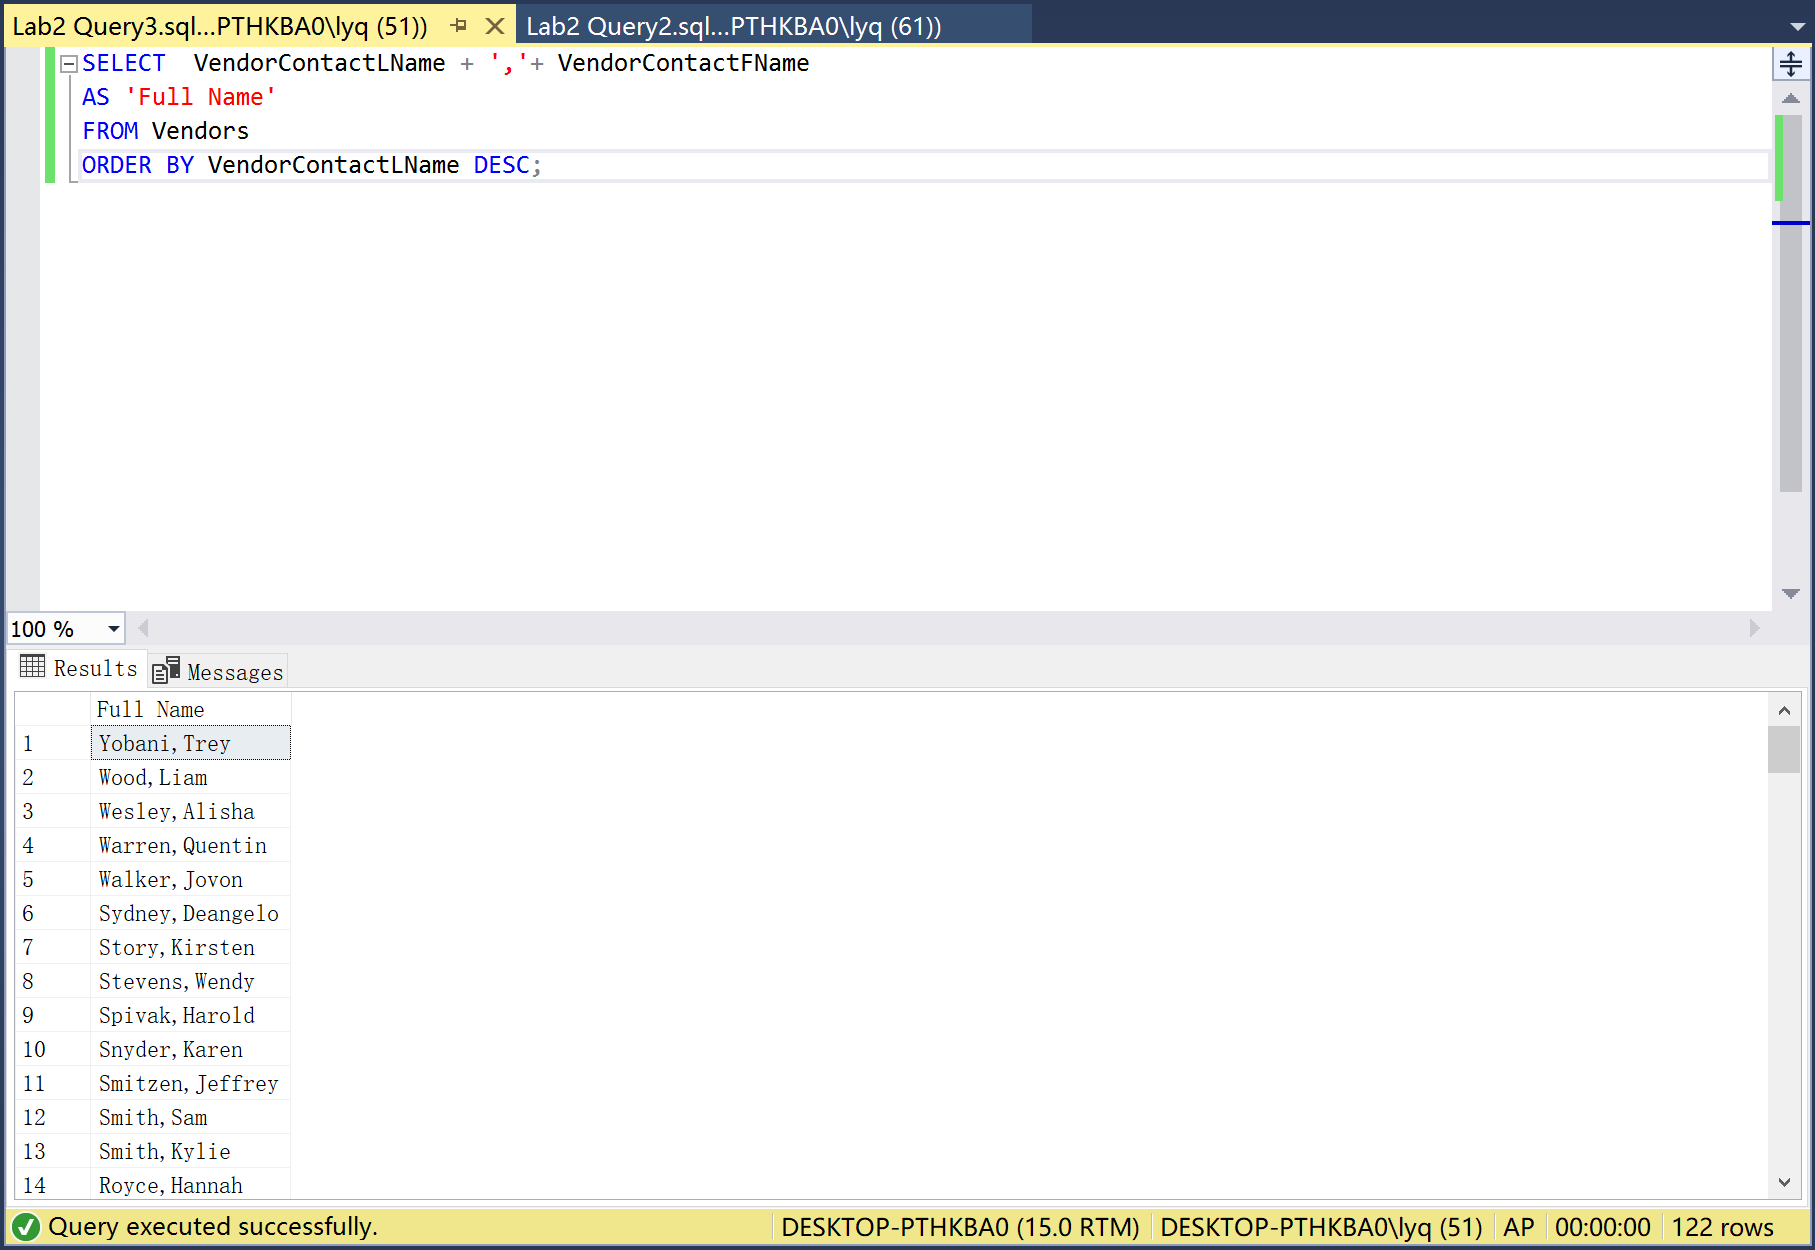 Lab2 Query3.sql...PTHKBA0\lyq (51)) Lab2 Query2.sql...PTHKBA0\lyq (61))
SELECT  VendorContactLName + ','+ VendorContactFName
AS 'Full Name'
FROM Vendors
ORDER BY VendorContactLName DESC;
100 %
Results Messages
Full Name
1 Yobani,Trey
2 Wood,Liam
3 Wesley,Alisha
4 Warren,Quentin
5 Walker,Jovon
6 Sydney,Deangelo
7 Story,Kirsten
8 Stevens,Wendy
9 Spivak,Harold
10 Snyder,Karen
11 Smitzen,Jeffrey
12 Smith,Sam
13 Smith,Kylie
14 Royce,Hannah
Query executed successfully. DESKTOP-PTHKBA0 (15.0 RTM) DESKTOP-PTHKBA0\lyq (51) AP 00:00:00 122 rows